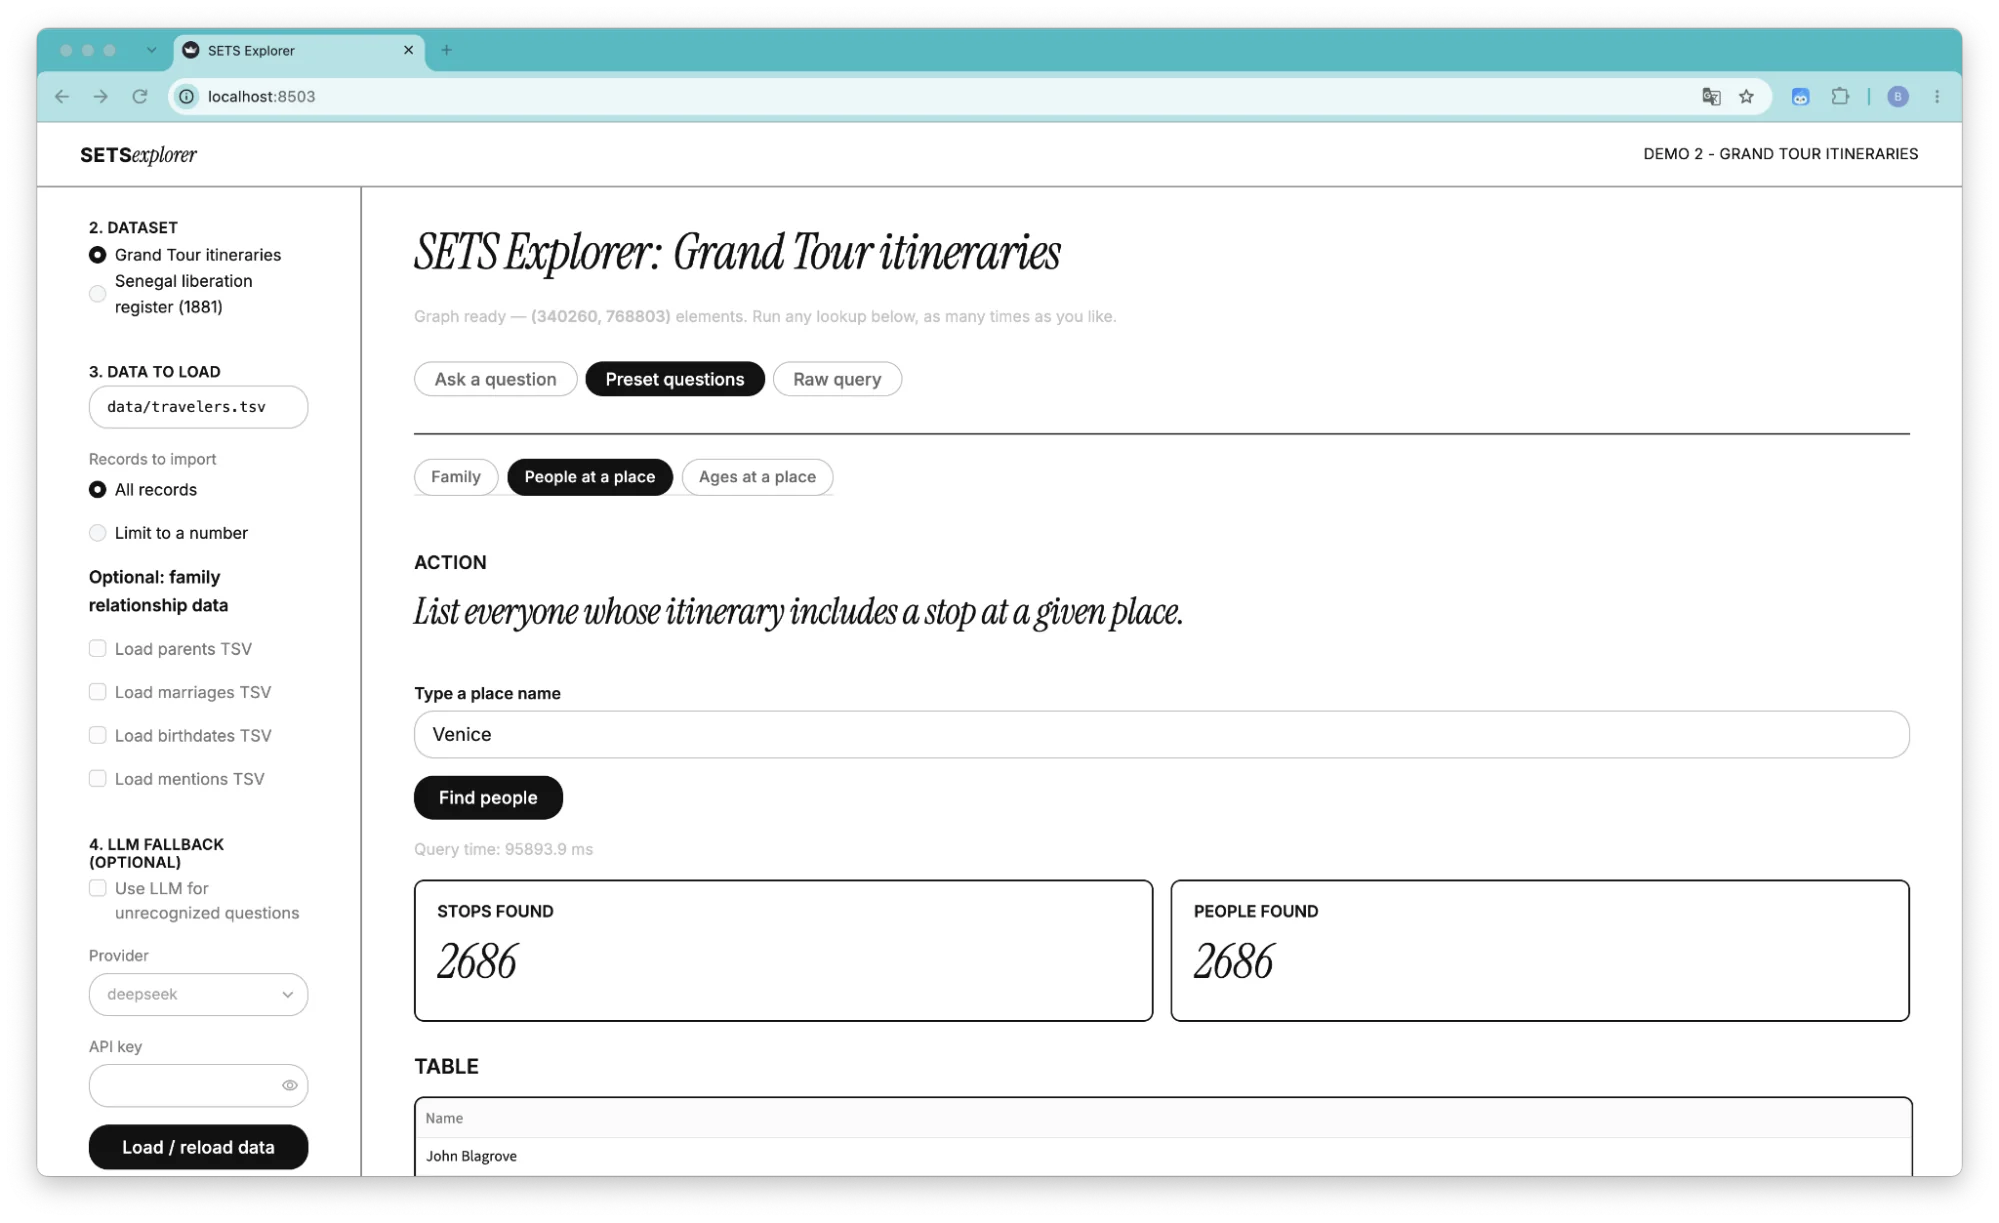 SETS Explorer
localhost:8503
B
SETSexplorer
DEMO 2 - GRAND TOUR ITINERARIES
2. DATASET
Grand Tour itineraries
Senegal liberation
register (1881)
3. DATA TO LOAD
data/travelers.tsv
Records to import
All records
Limit to a number
Optional: family
relationship data
Load parents TSV
Load marriages TSV
Load birthdates TSV
Load mentions TSV
4. LLM FALLBACK
(OPTIONAL)
Use LLM for
unrecognized questions
Provider
deepseek
API key
Load / reload data
SETS Explorer: Grand Tour itineraries
Graph ready — (340260, 768803) elements. Run any lookup below, as many times as you like.
Ask a question
Preset questions
Raw query
Family
People at a place
Ages at a place
ACTION
List everyone whose itinerary includes a stop at a given place.
Type a place name
Venice
Find people
Query time: 95893.9 ms
STOPS FOUND
2686
PEOPLE FOUND
2686
TABLE
Name
John Blagrove